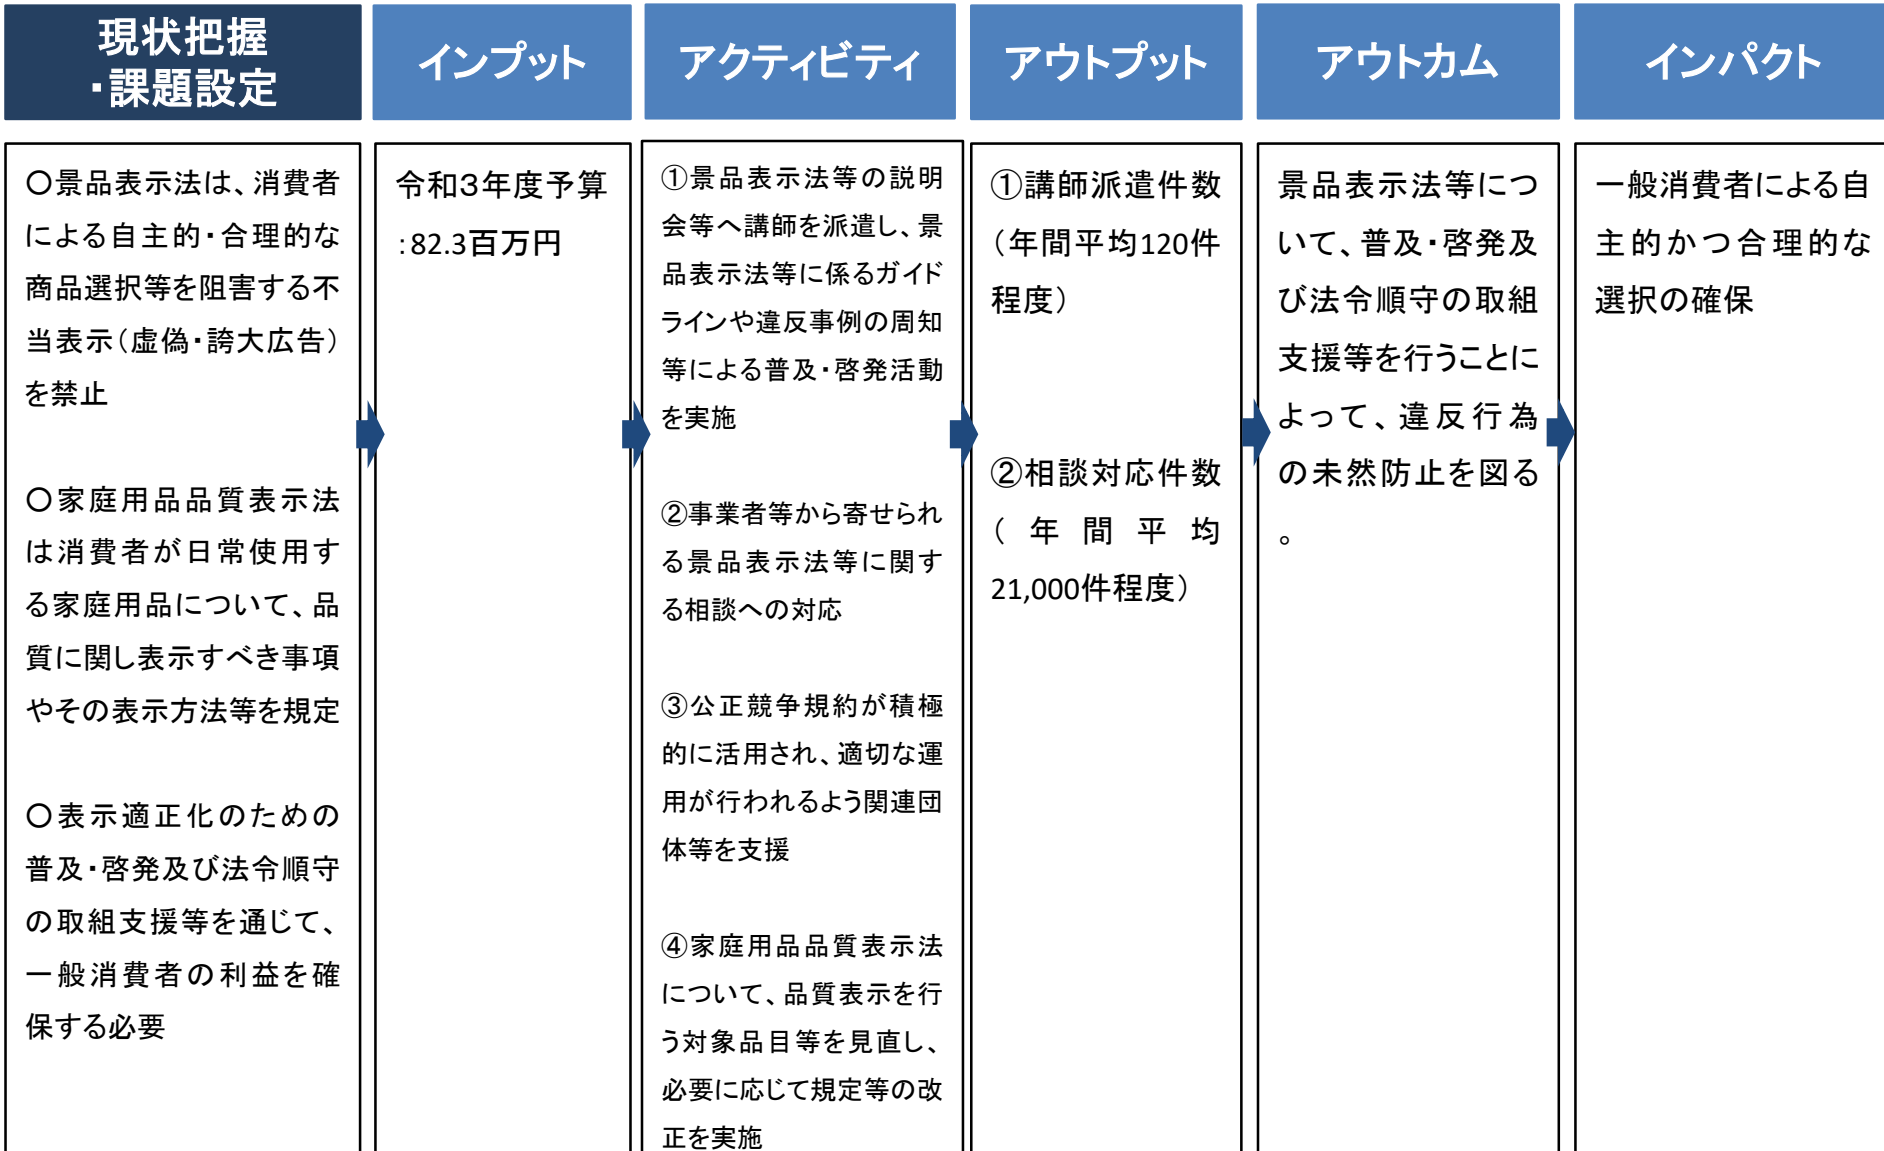 現状把握
・課題設定
インプット
アクティビティ
アウトプット
アウトカム
インパクト
〇景品表示法は、消費者
による自主的・合理的な
商品選択等を阻害する不
当表示（虚偽・誇大広告）
を禁止
〇家庭用品品質表示法
は消費者が日常使用す
る家庭用品について、品
質に関し表示すべき事項
やその表示方法等を規定
〇表示適正化のための
普及・啓発及び法令順守
の取組支援等を通じて、
一般消費者の利益を確
保する必要
令和３年度予算
：82.3百万円
①景品表示法等の説明
会等へ講師を派遣し、景
品表示法等に係るガイド
ラインや違反事例の周知
等による普及・啓発活動
を実施
②事業者等から寄せられ
る景品表示法等に関す
る相談への対応
③公正競争規約が積極
的に活用され、適切な運
用が行われるよう関連団
体等を支援
④家庭用品品質表示法
について、品質表示を行
う対象品目等を見直し、
必要に応じて規定等の改
正を実施
①講師派遣件数
（年間平均120件
程度）
②相談対応件数
（年間平均
21,000件程度）
景品表示法等につ
いて、普及・啓発及
び法令順守の取組
支援等を行うことに
よって、違反行為
の未然防止を図る
。
一般消費者による自
主的かつ合理的な
選択の確保